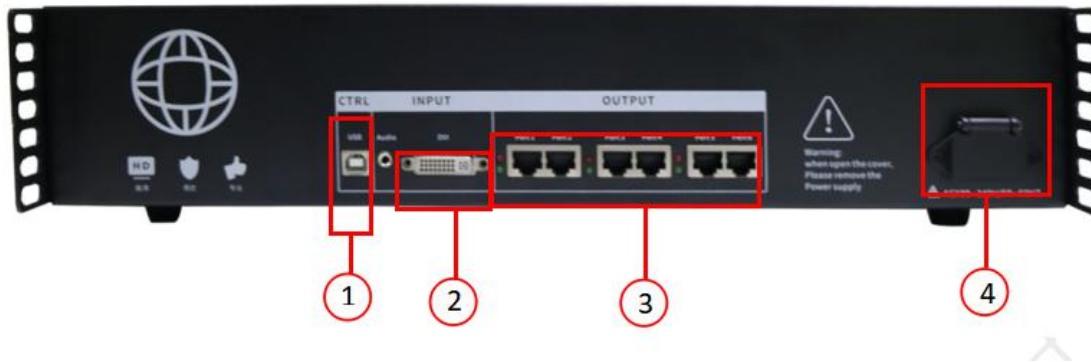 CTRL INPUT OUTPUT
USB Audio DVI
HD
Warning:
when open the cover,
Please remove the
Power supply
1 2 3 4